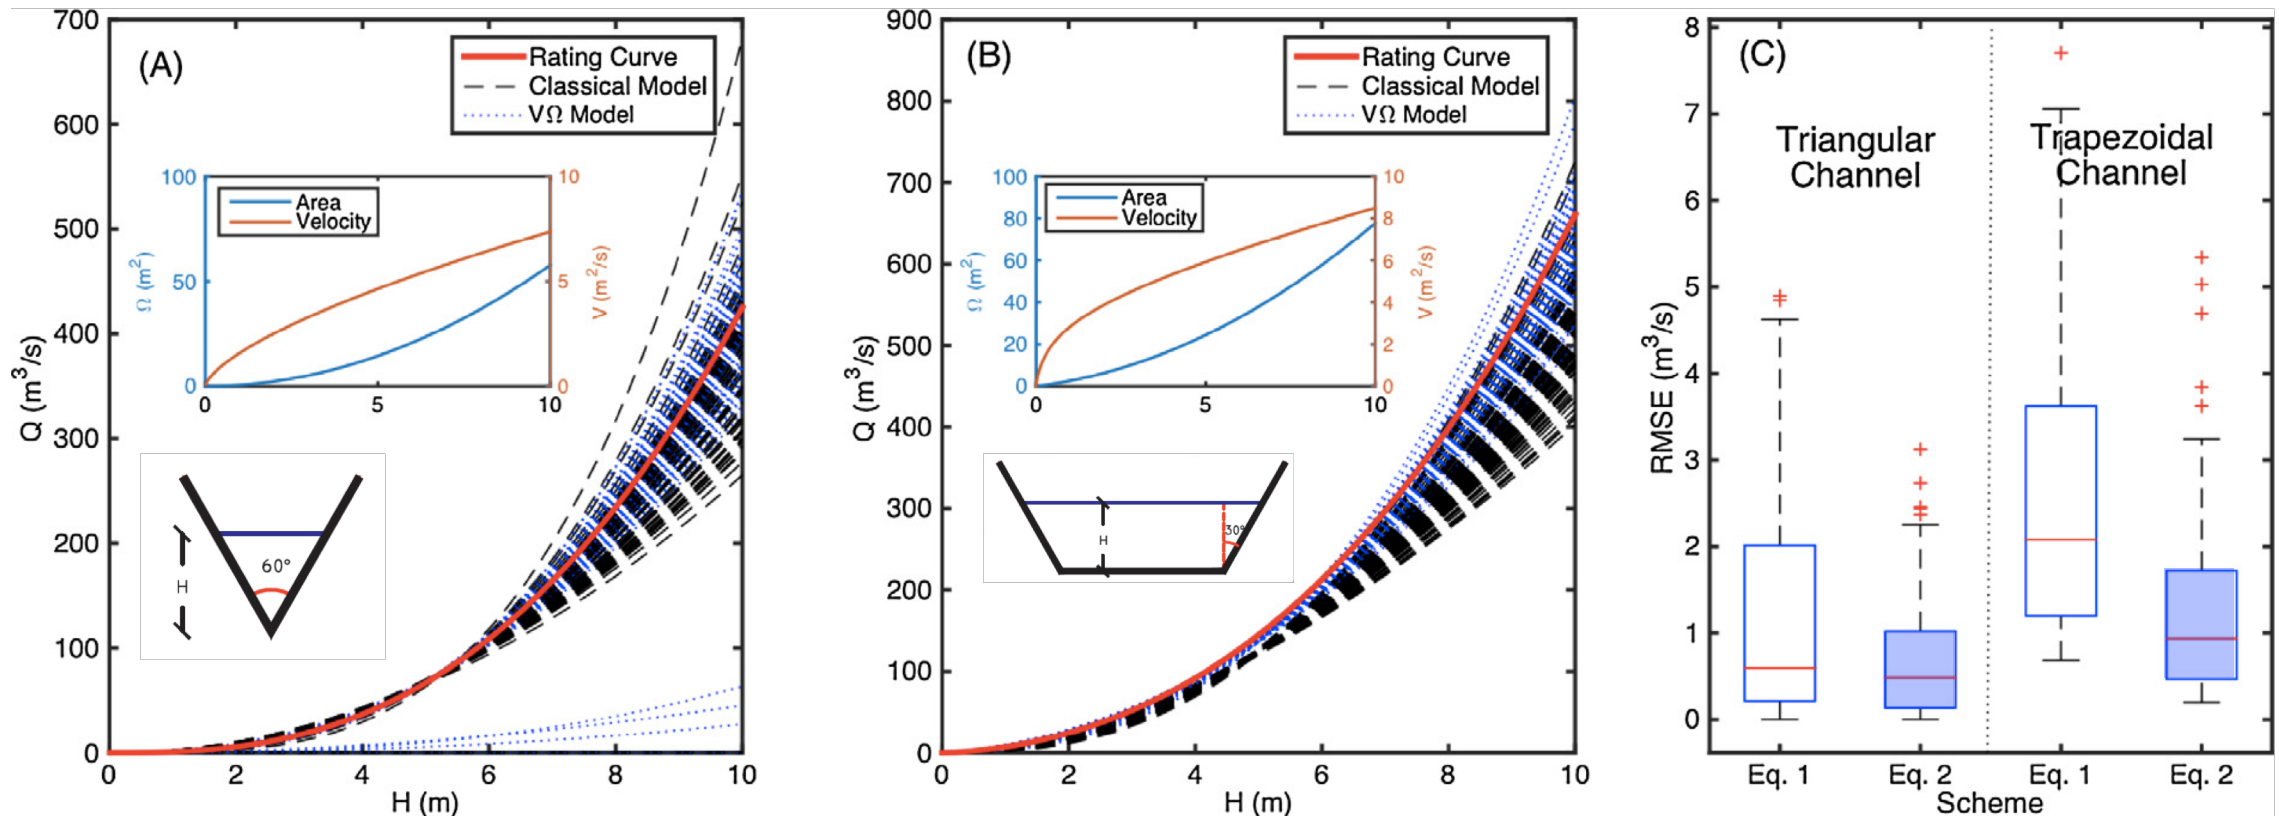 (A)
Rating Curve
Classical Model
VΩ Model
700
600
500
400
300
200
100
0
Q (m³/s)
0 2 4 6 8 10
H (m)
Area
Velocity
100
50
0
Ω (m²)
10
5
0
V (m²/s)
0 5 10
60°
H
(B)
Rating Curve
Classical Model
VΩ Model
900
800
700
600
500
400
300
200
100
0
Q (m³/s)
0 2 4 6 8 10
H (m)
Area
Velocity
100
80
60
40
20
0
Ω (m²)
10
8
6
4
2
0
V (m²/s)
0 5 10
30°
H
(C)
Triangular
Channel
Trapezoidal
Channel
8
7
6
5
4
3
2
1
0
RMSE (m³/s)
Eq. 1 Eq. 2 Eq. 1 Eq. 2
Scheme